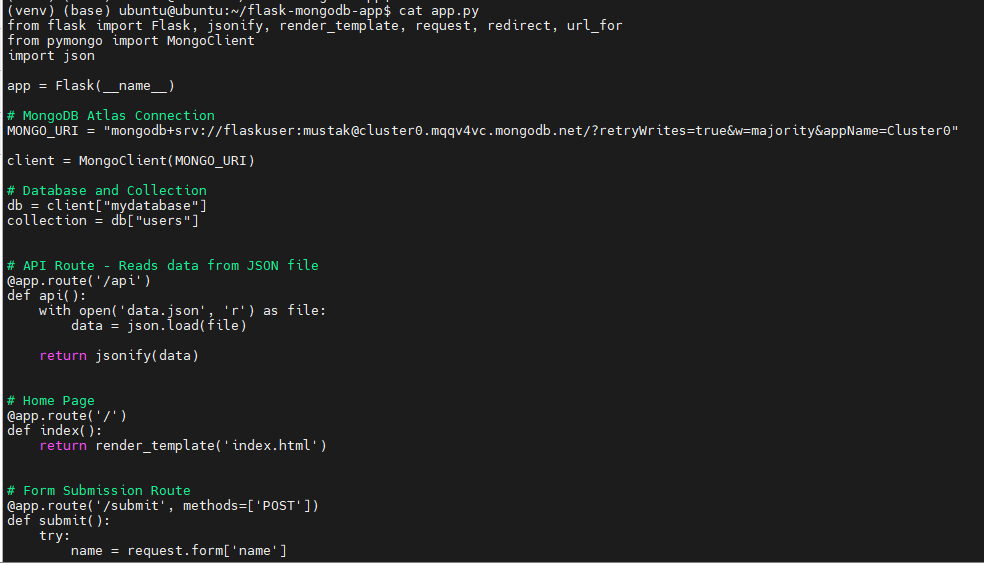 (venv) (base) ubuntu@ubuntu:~/flask-mongodb-app$ cat app.py
from flask import Flask, jsonify, render_template, request, redirect, url_for
from pymongo import MongoClient
import json

app = Flask(__name__)

# MongoDB Atlas Connection
MONGO_URI = "mongodb+srv://flaskuser:mustak@cluster0.mqqv4vc.mongodb.net/?retryWrites=true&w=majority&appName=Cluster0"

client = MongoClient(MONGO_URI)

# Database and Collection
db = client["mydatabase"]
collection = db["users"]


# API Route - Reads data from JSON file
@app.route('/api')
def api():
    with open('data.json', 'r') as file:
        data = json.load(file)

    return jsonify(data)


# Home Page
@app.route('/')
def index():
    return render_template('index.html')


# Form Submission Route
@app.route('/submit', methods=['POST'])
def submit():
    try:
        name = request.form['name']